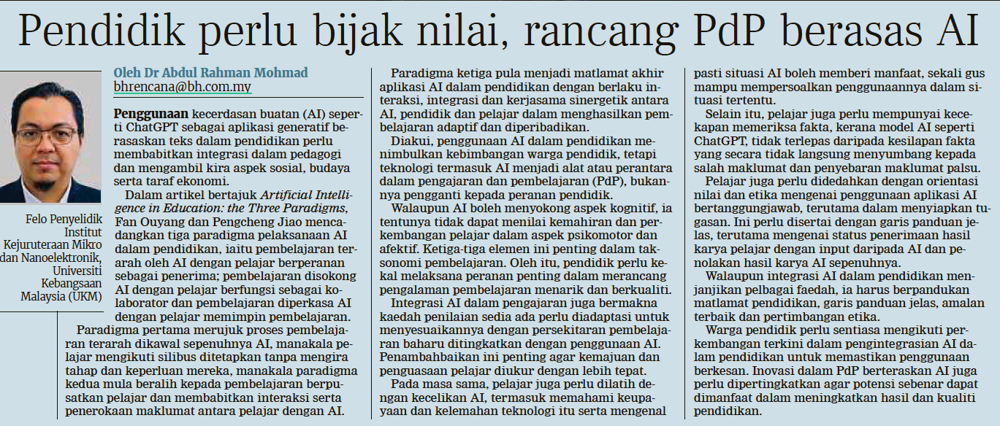 Pendidik perlu bijak nilai, rancang PdP berasas AI
Oleh Dr Abdul Rahman Mohmad
bhrencana@bh.com.my
Felo Penyelidik
Institut
Kejuruteraan Mikro
dan Nanoelektronik,
Universiti
Kebangsaan
Malaysia (UKM)
Penggunaan kecerdasan buatan (AI) seper-
ti ChatGPT sebagai aplikasi generatif be-
rasaskan teks dalam pendidikan perlu
membabitkan integrasi dalam pedagogi
dan mengambil kira aspek sosial, budaya
serta taraf ekonomi.
Dalam artikel bertajuk Artificial Intelli-
gence in Education: the Three Paradigms,
Fan Ouyang dan Pengcheng Jiao menca-
dangkan tiga paradigma pelaksanaan AI
dalam pendidikan, iaitu pembelajaran ter-
arah oleh AI dengan pelajar berperanan
sebagai penerima; pembelajaran disokong
AI dengan pelajar berfungsi sebagai ko-
laborator dan pembelajaran diperkasa AI
dengan pelajar memimpin pembelajaran.
Paradigma pertama merujuk proses pembelaja-
ran terarah dikawal sepenuhnya AI, manakala pe-
lajar mengikuti silibus ditetapkan tanpa mengira
tahap dan keperluan mereka, manakala paradigma
kedua mula beralih kepada pembelajaran berpu-
satkan pelajar dan membabitkan interaksi serta
penerokaan maklumat antara pelajar dengan AI.
Paradigma ketiga pula menjadi matlamat akhir
aplikasi AI dalam pendidikan dengan berlaku in-
teraksi, integrasi dan kerjasama sinergetik antara
AI, pendidik dan pelajar dalam menghasilkan pem-
belajaran adaptif dan diperibadikan.
Diakui, penggunaan AI dalam pendidikan me-
nimbulkan kebimbangan warga pendidik, tetapi
teknologi termasuk AI menjadi alat atau perantara
dalam pengajaran dan pembelajaran (PdP), bukan-
nya pengganti kepada peranan pendidik.
Walaupun AI boleh menyokong aspek kognitif, ia
tentunya tidak dapat menilai kemahiran dan per-
kembangan pelajar dalam aspek psikomotor dan
afektif. Ketiga-tiga elemen ini penting dalam tak-
sonomi pembelajaran. Oleh itu, pendidik perlu ke-
kal melaksana peranan penting dalam merancang
pengalaman pembelajaran menarik dan berkualiti.
Integrasi AI dalam pengajaran juga bermakna
kaedah penilaian sedia ada perlu diadaptasi untuk
menyesuaikannya dengan persekitaran pembelaja-
ran baharu ditingkatkan dengan penggunaan AI.
Penambahbaikan ini penting agar kemajuan dan
penguasaan pelajar diukur dengan lebih tepat.
Pada masa sama, pelajar juga perlu dilatih de-
ngan kecelikan AI, termasuk memahami keupa-
yaan dan kelemahan teknologi itu serta mengenal
pasti situasi AI boleh memberi manfaat, sekali gus
mampu mempersoalkan penggunaannya dalam si-
tuasi tertentu.
Selain itu, pelajar juga perlu mempunyai kece-
kapan memeriksa fakta, kerana model AI seperti
ChatGPT, tidak terlepas daripada kesilapan fakta
yang secara tidak langsung menyumbang kepada
salah maklumat dan penyebaran maklumat palsu.
Pelajar juga perlu didedahkan dengan orientasi
nilai dan etika mengenai penggunaan aplikasi AI
bertanggungjawab, terutama dalam menyiapkan tu-
gasan. Ini perlu disertai dengan garis panduan je-
las, terutama mengenai status penerimaan hasil
karya pelajar dengan input daripada AI dan pe-
nolakan hasil karya AI sepenuhnya.
Walaupun integrasi AI dalam pendidikan men-
janjikan pelbagai faedah, ia harus berpandukan
matlamat pendidikan, garis panduan jelas, amalan
terbaik dan pertimbangan etika.
Warga pendidik perlu sentiasa mengikuti per-
kembangan terkini dalam pengintegrasian AI da-
lam pendidikan untuk memastikan penggunaan
berkesan. Inovasi dalam PdP berteraskan AI juga
perlu dipertingkatkan agar potensi sebenar dapat
dimanfaat dalam meningkatkan hasil dan kualiti
pendidikan.